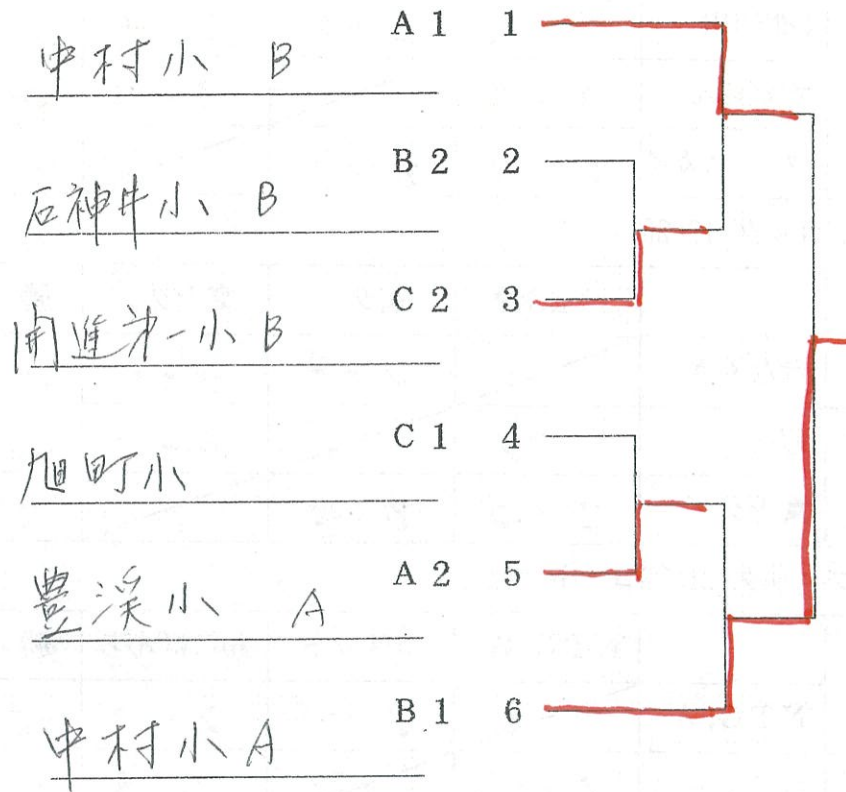 A 1 1
中村小 B
B 2 2
石神井小 B
C 2 3
開進第一小 B
C 1 4
旭町小
A 2 5
豊渓小 A
B 1 6
中村小 A